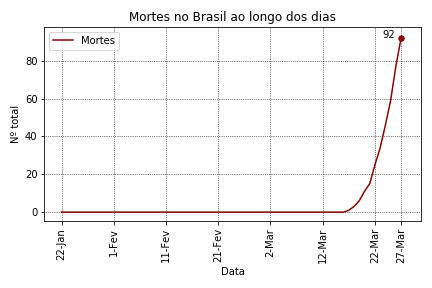 Mortes no Brasil ao longo dos dias
Mortes
92
80
60
40
20
0
Nº total
22-Jan
1-Fev
11-Fev
21-Fev
2-Mar
12-Mar
22-Mar
27-Mar
Data